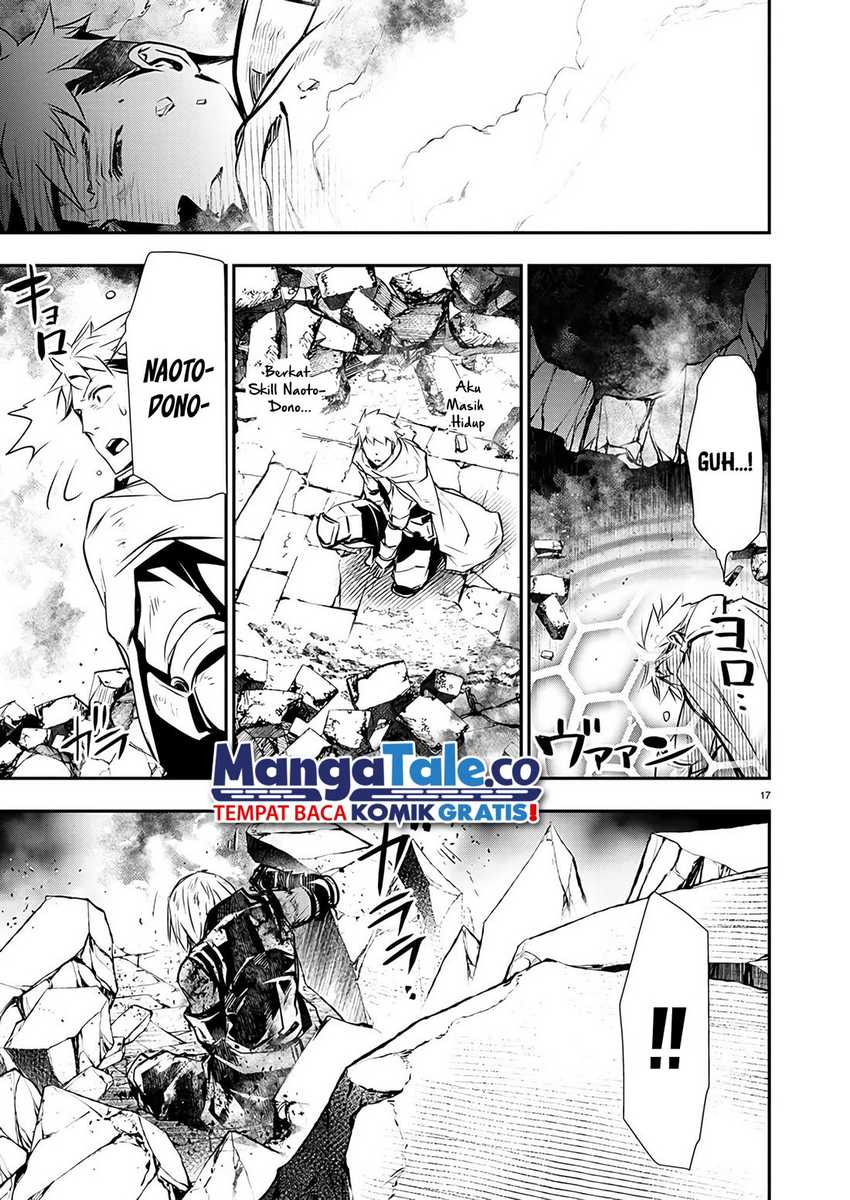 GUH...!
ヨロ...
ヴァァン
Aku
Masih
Hidup
Berkat
Skill Naoto-
Dono...
NAOTO-
DONO-
キョロ
ガラ
17
MangaTale.co
TEMPAT BACA KOMIK GRATIS!
!!
ガラ